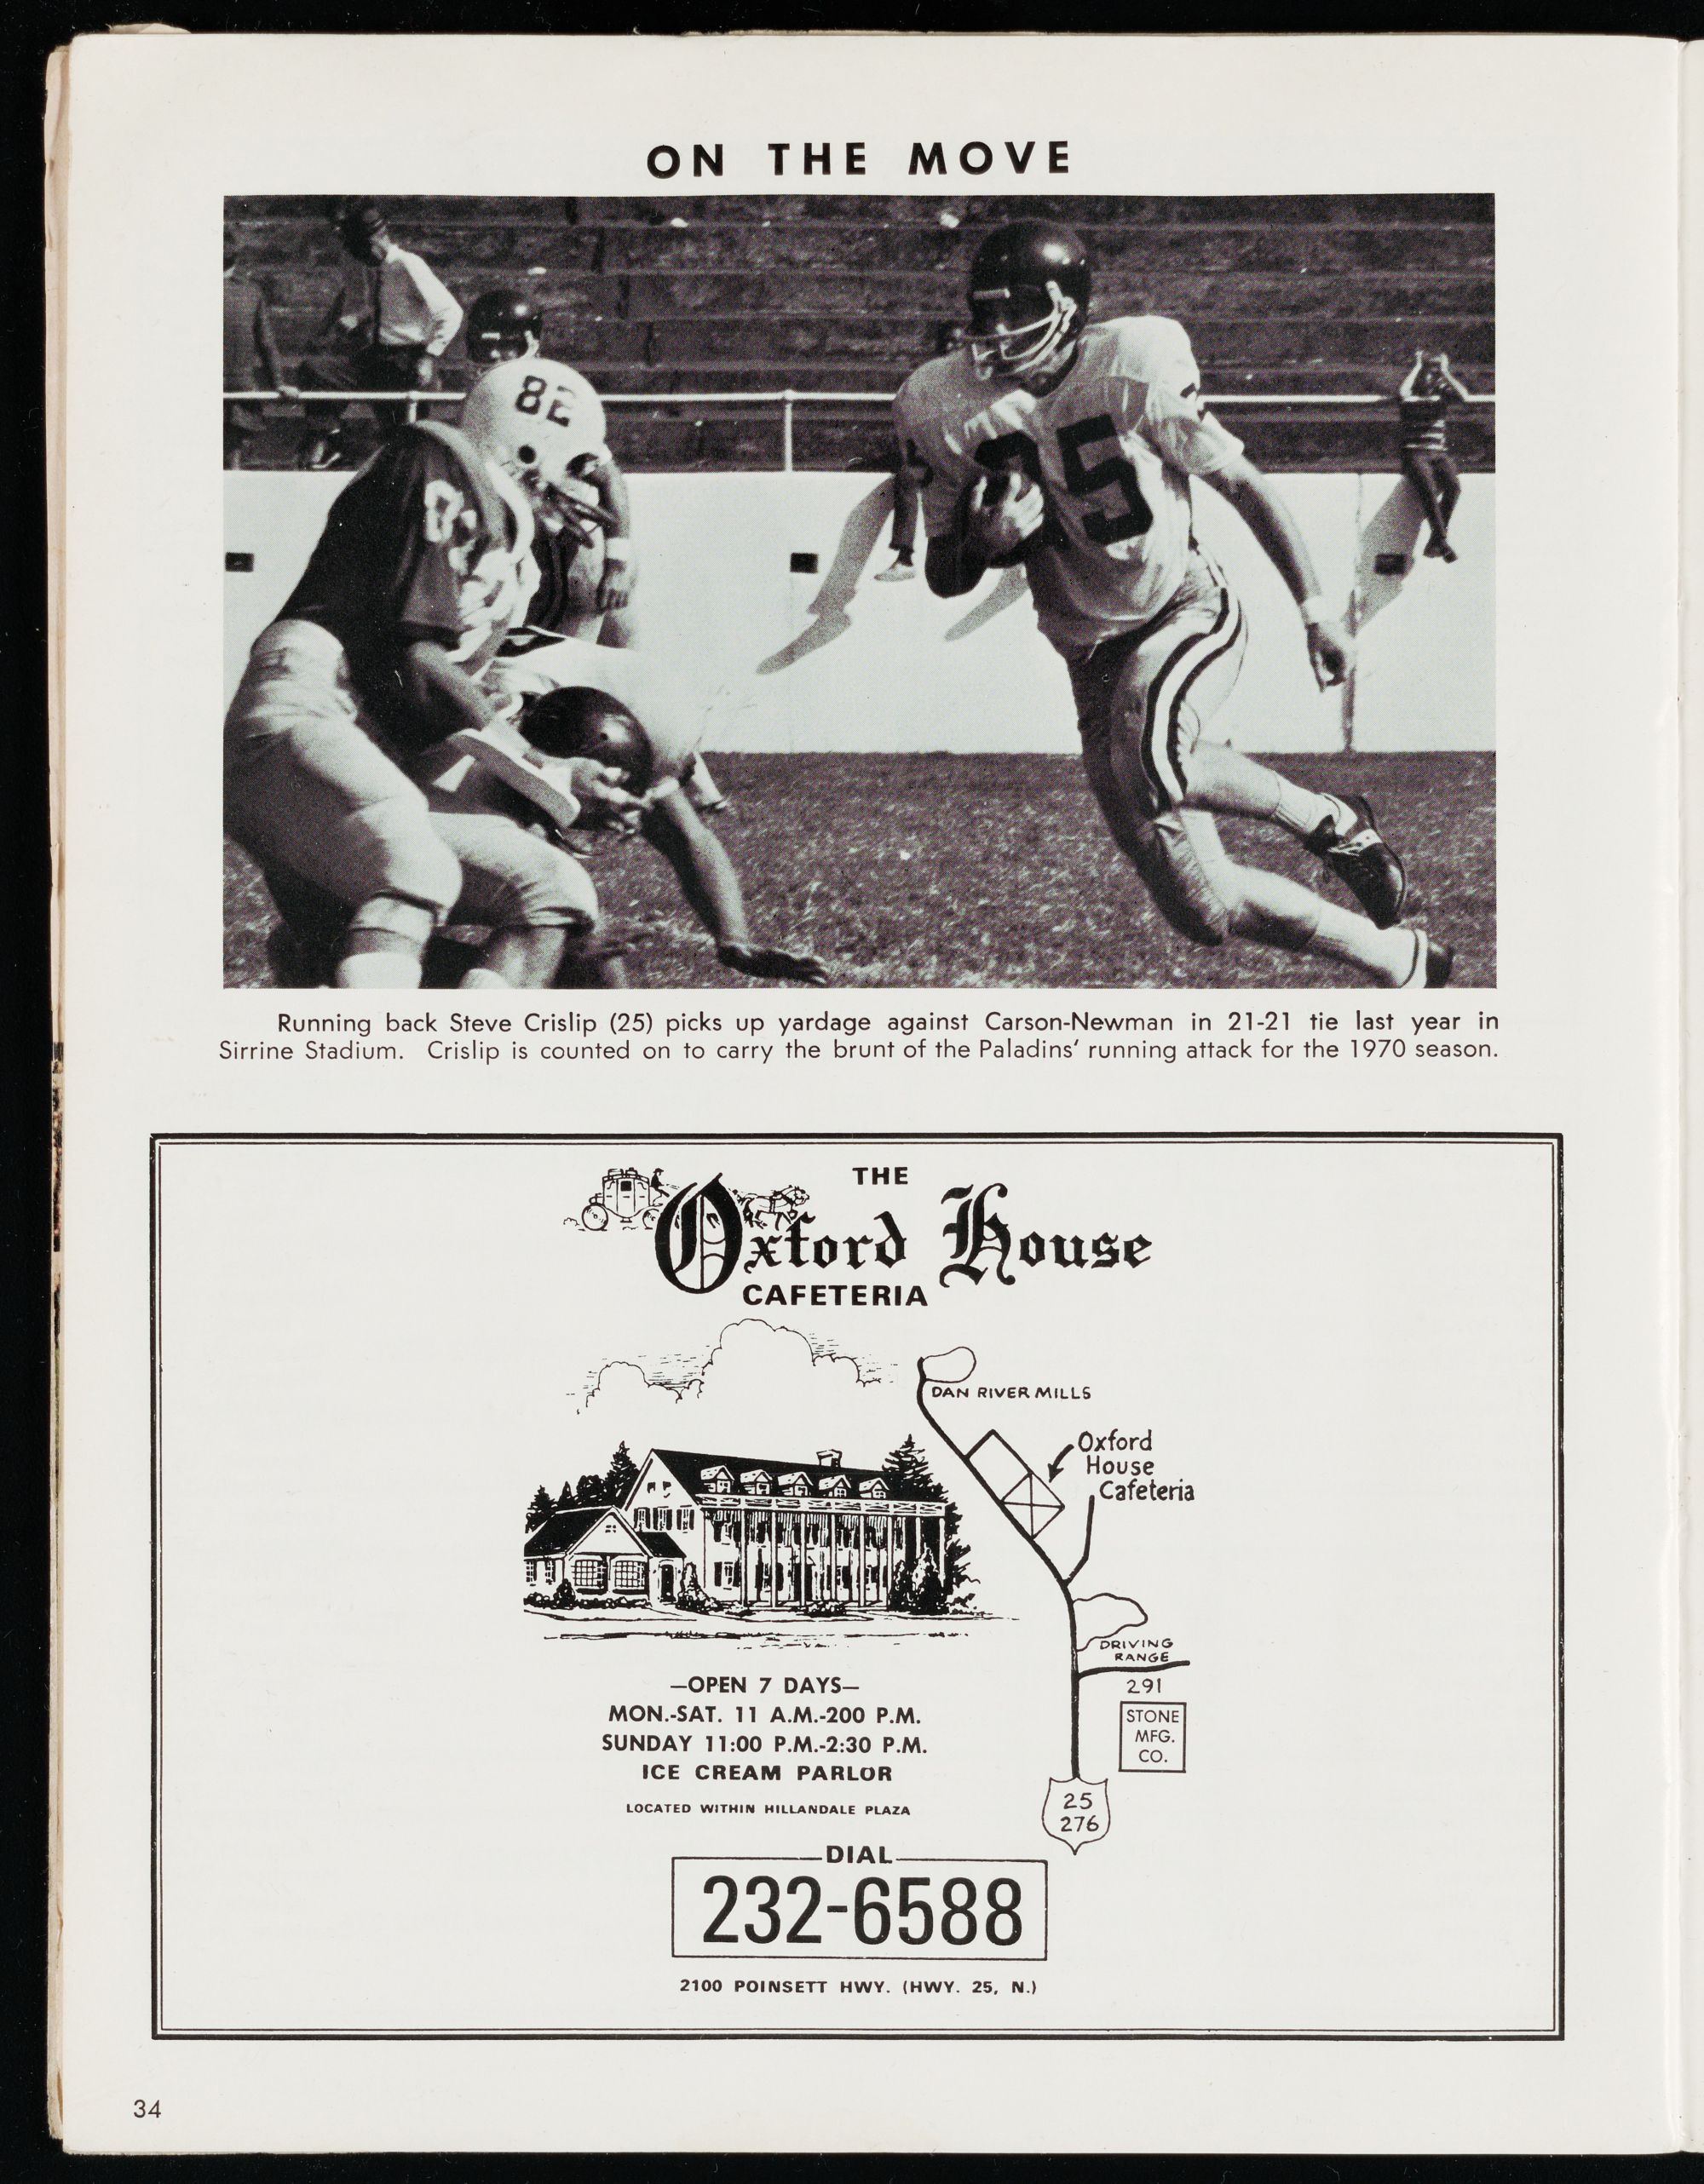 ON THE MOVE
82
25
Running back Steve Crislip (25) picks up yardage against Carson-Newman in 21-21 tie last year in
Sirrine Stadium. Crislip is counted on to carry the brunt of the Paladins' running attack for the 1970 season.
THE
Oxford House
CAFETERIA
DAN RIVER MILLS
Oxford
House
Cafeteria
DRIVING
RANGE
291
STONE
MFG.
CO.
25
276
—OPEN 7 DAYS—
MON.-SAT. 11 A.M.-200 P.M.
SUNDAY 11:00 P.M.-2:30 P.M.
ICE CREAM PARLOR
LOCATED WITHIN HILLANDALE PLAZA
DIAL
232-6588
2100 POINSETT HWY. (HWY. 25, N.)
34